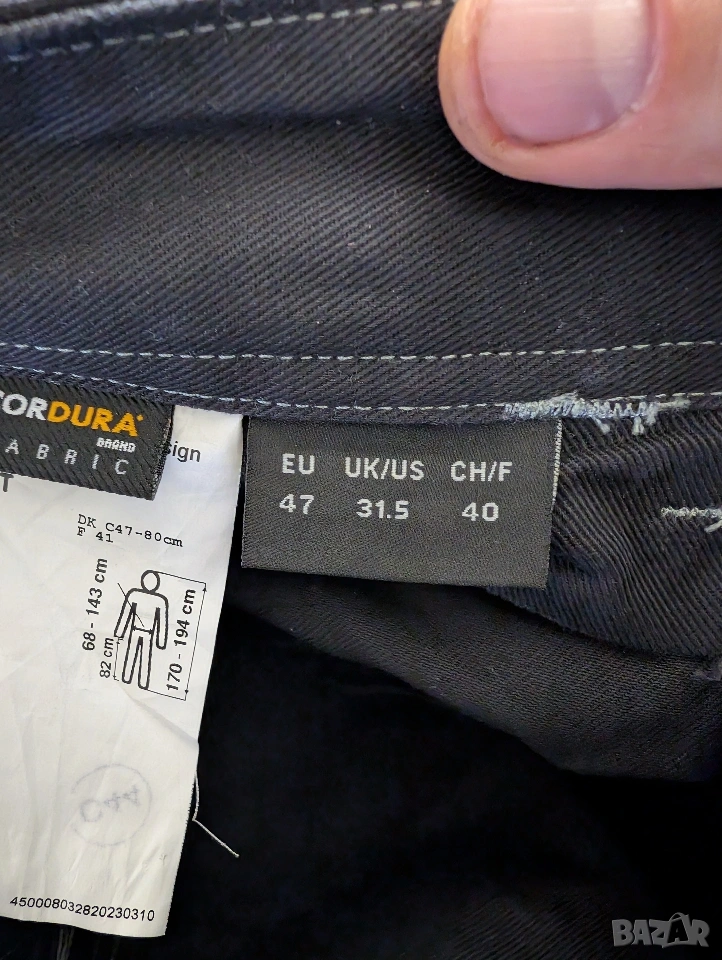 CORDURA
BRAND
FABRIC
sign
T
EU UK/US CH/F
47 31.5 40
DK C47-80cm
F 41
68 - 143 cm
82 cm
170 - 194 cm
C44
450008032820230310
BAZAR